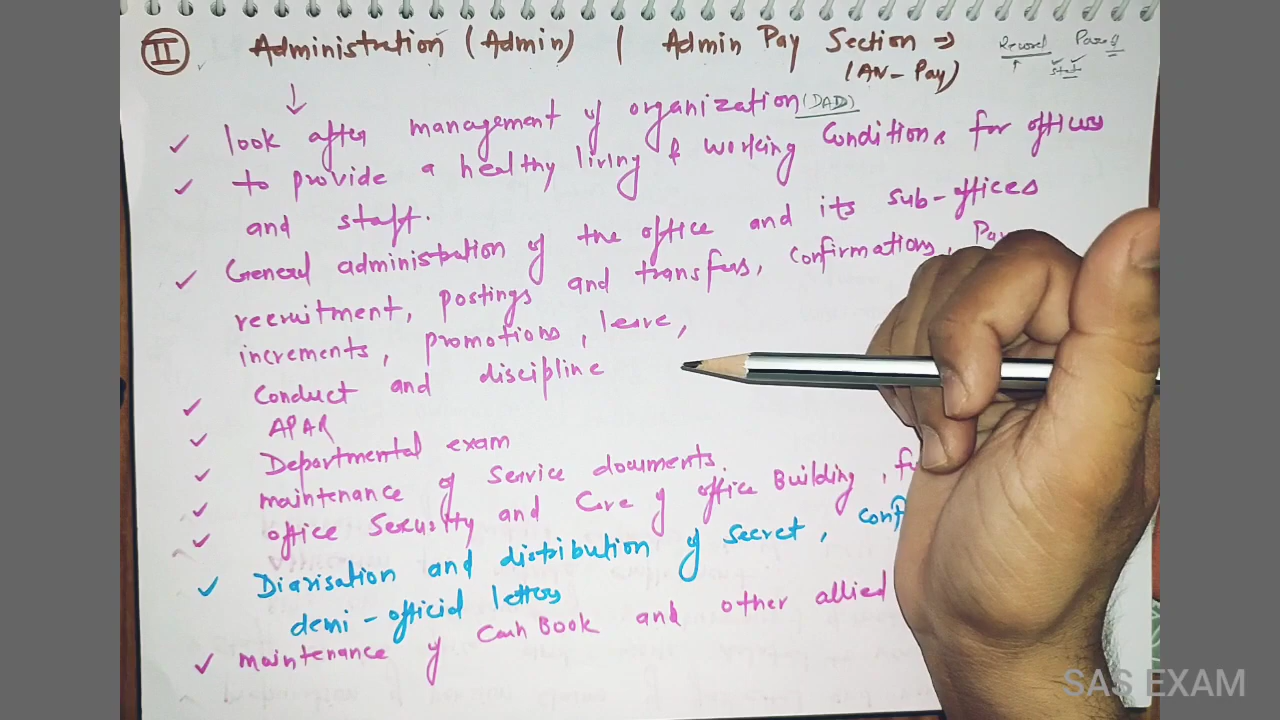 II Administration (Admin) | Admin Pay Section ⇒
(AN-Pay)
Record
look after management of organization (DAD)
to provide a healthy living & working Conditions for officers
and staff.
General administration of the office and its sub-offices
recruitment, postings and transfers, confirmations,
increments, promotions, leave,
Conduct and discipline
APAR
Departmental exam
maintenance of service documents
office Security and Care of office Building,
Diarisation and distribution of secret,
demi-official letters
maintenance of Cash Book and other allied
SAS EXAM